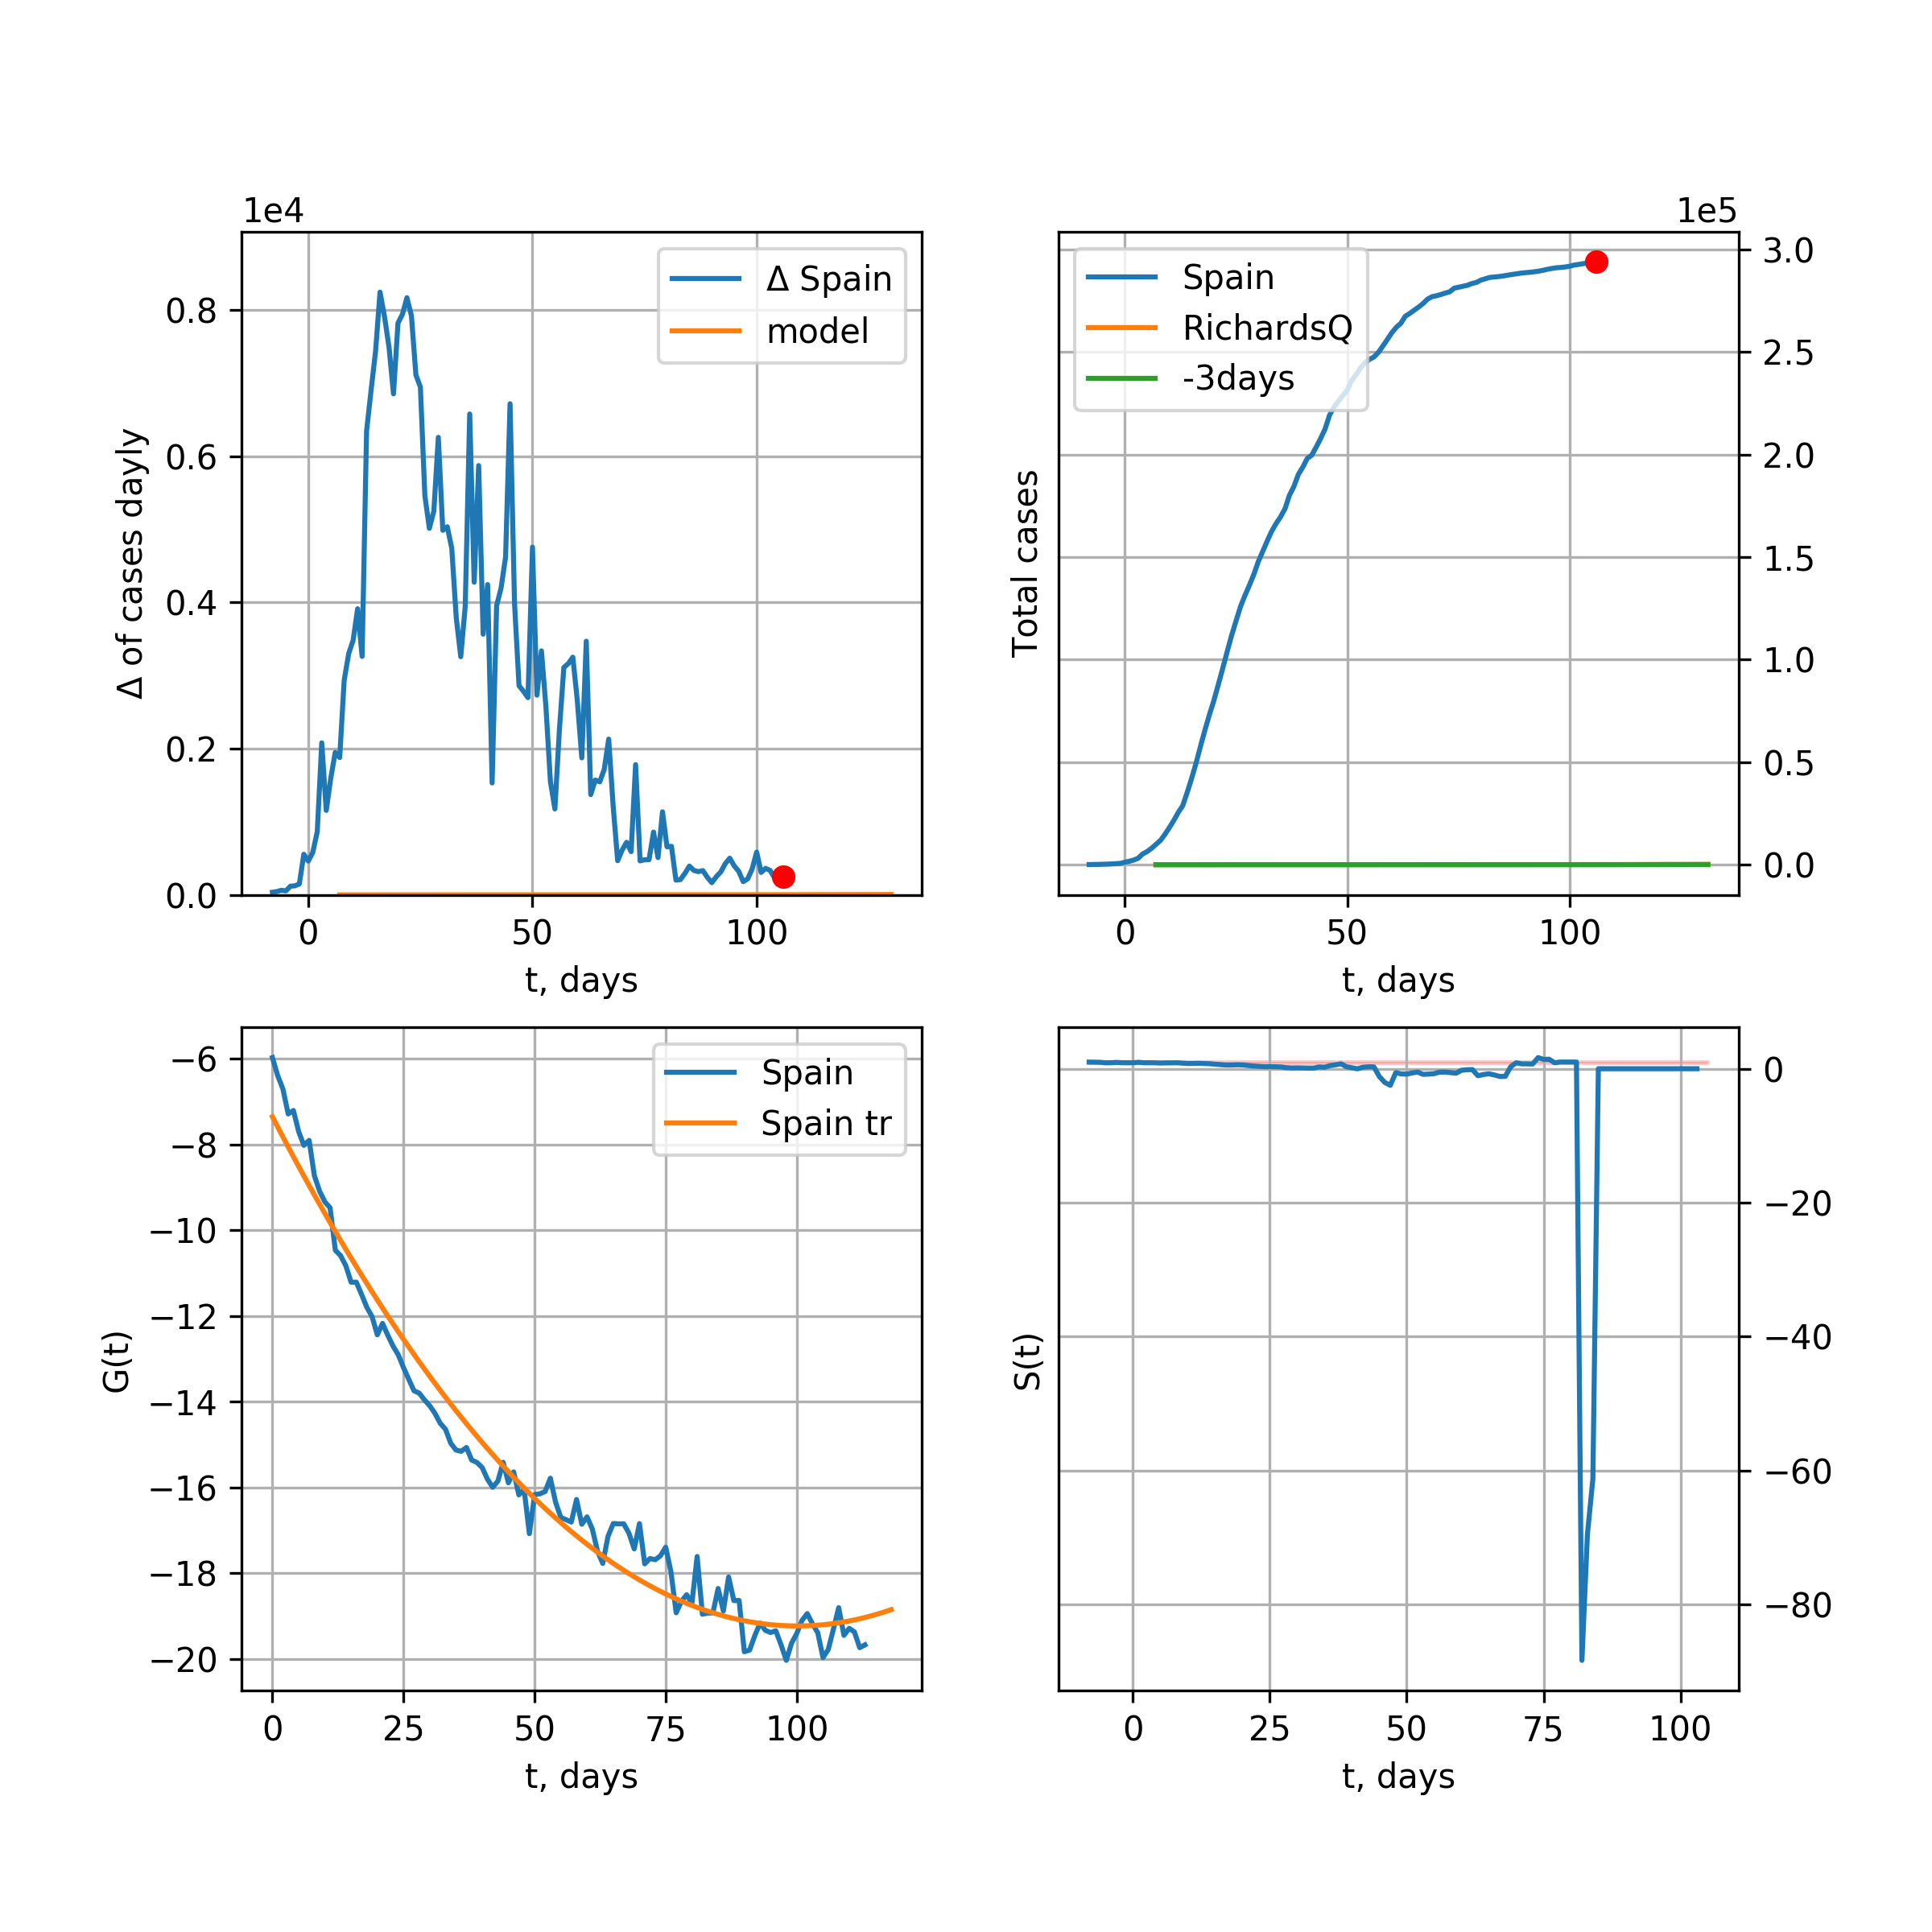 1e4
Δ of cases dayly
0.8
0.6
0.4
0.2
0.0
Δ Spain
model
0 50 100
t, days
1e5
Total cases
Spain
RichardsQ
-3days
3.0
2.5
2.0
1.5
1.0
0.5
0.0
0 50 100
t, days
G(t)
−6
−8
−10
−12
−14
−16
−18
−20
Spain
Spain tr
0 25 50 75 100
t, days
S(t)
0
−20
−40
−60
−80
0 25 50 75 100
t, days